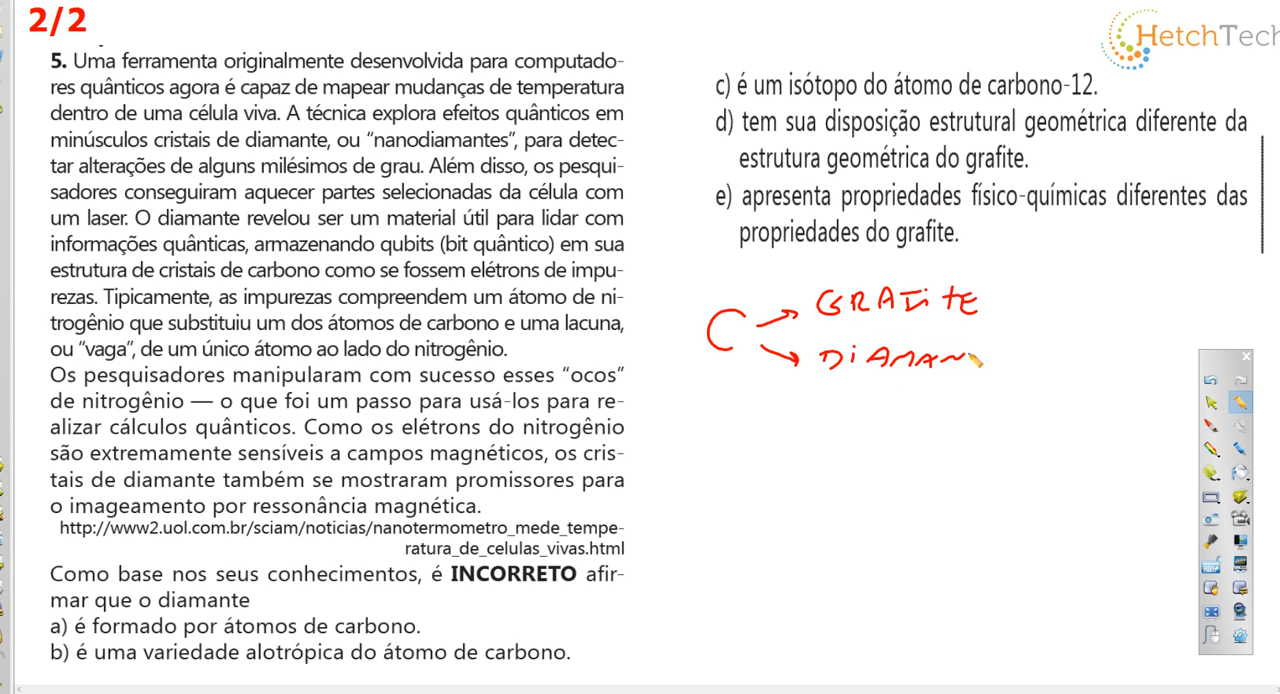 2/2
HetchTech
5. Uma ferramenta originalmente desenvolvida para computado-
res quânticos agora é capaz de mapear mudanças de temperatura
dentro de uma célula viva. A técnica explora efeitos quânticos em
minúsculos cristais de diamante, ou “nanodiamantes”, para detec-
tar alterações de alguns milésimos de grau. Além disso, os pesqui-
sadores conseguiram aquecer partes selecionadas da célula com
um laser. O diamante revelou ser um material útil para lidar com
informações quânticas, armazenando qubits (bit quântico) em sua
estrutura de cristais de carbono como se fossem elétrons de impu-
rezas. Tipicamente, as impurezas compreendem um átomo de ni-
trogênio que substituiu um dos átomos de carbono e uma lacuna,
ou “vaga”, de um único átomo ao lado do nitrogênio.
Os pesquisadores manipularam com sucesso esses “ocos”
de nitrogênio — o que foi um passo para usá-los para re-
alizar cálculos quânticos. Como os elétrons do nitrogênio
são extremamente sensíveis a campos magnéticos, os cris-
tais de diamante também se mostraram promissores para
o imageamento por ressonância magnética.
http://www2.uol.com.br/sciam/noticias/nanotermometro_mede_tempe-
ratura_de_celulas_vivas.html
Como base nos seus conhecimentos, é INCORRETO afir-
mar que o diamante
a) é formado por átomos de carbono.
b) é uma variedade alotrópica do átomo de carbono.
c) é um isótopo do átomo de carbono-12.
d) tem sua disposição estrutural geométrica diferente da
estrutura geométrica do grafite.
e) apresenta propriedades físico-químicas diferentes das
propriedades do grafite.
C
GRAFITE
DIAMAN